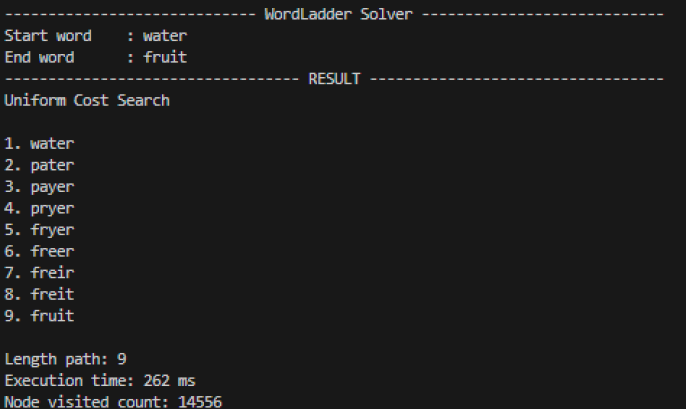 ----------------------------- WordLadder Solver ----------------------------
Start word    : water
End word      : fruit
---------------------------------- RESULT ----------------------------------
Uniform Cost Search
1. water
2. pater
3. payer
4. pryer
5. fryer
6. freer
7. freir
8. freit
9. fruit
Length path: 9
Execution time: 262 ms
Node visited count: 14556